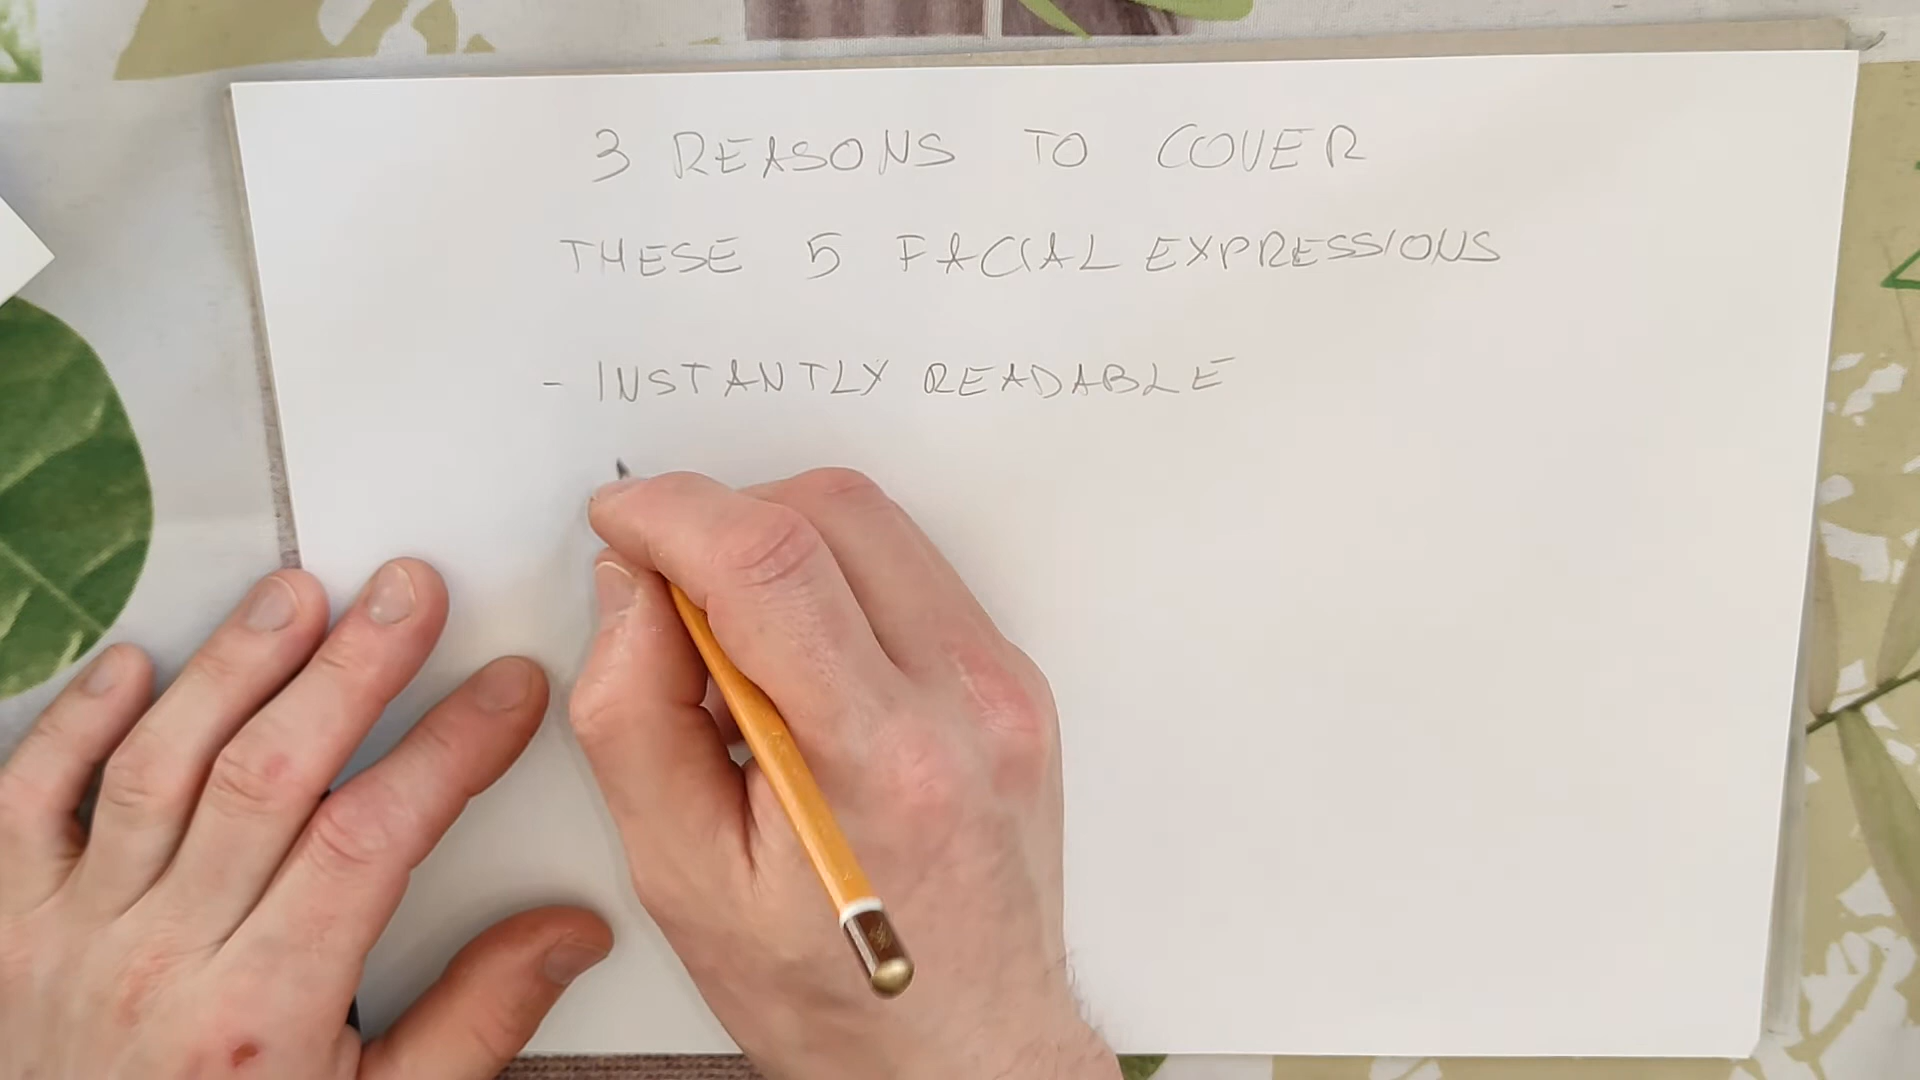 3 REASONS TO COVER
THESE 5 FACIAL EXPRESSIONS
- INSTANTLY READABLE